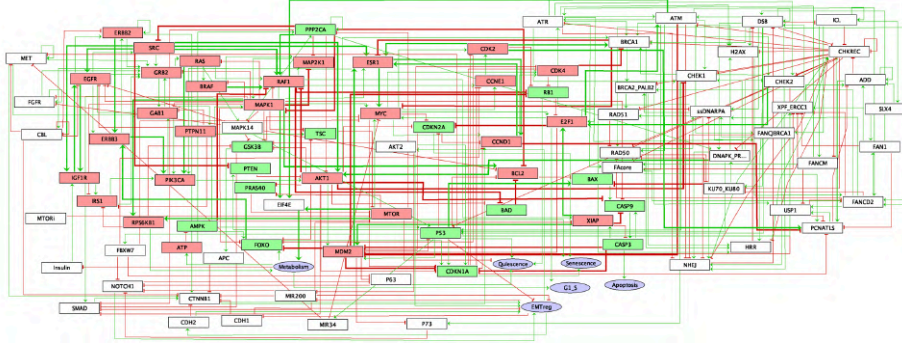 ATR
ATM
DSB
ICL
ERBB2
PPP2CA
SRC
CDK2
BRCA1
H2AX
CHKREC
MET
RAS
MAP2K1
ESR1
GRB2
CDK4
CHEK1
CHEK2
ADD
EGFR
BRAF
RAF1
CCNE1
RB1
BRCA2_PALB2
FGFR
MAPK1
XPF_ERCC1
SLX4
GAB1
MYC
RAD51
ssDNARPA
PTPN11
MAPK14
TSC
CDKN2A
E2F1
FANCJBRCA1
CBL
ERBB3
GSK3B
AKT2
CCND1
RAD50
FAcore
DNAPK_PR...
FANCM
FAN1
PTEN
BCL2
IGF1R
PIK3CA
AKT1
BAX
PRAS40
KU70_KU80
IRS1
EIF4E
BAD
CASP9
USP1
FANCD2
MTORi
RPS6KB1
MTOR
XIAP
AMPK
P53
PCNATLS
FBXW7
ATP
APC
FOXO
MDM2
CASP3
HRR
Insulin
Metabolism
P63
CDKN1A
Quiescence
Senescence
NHEJ
NOTCH1
G1_S
Apoptosis
SMAD
CTNNB1
MIR200
EMTreg
CDH2
CDH1
MIR34
P73